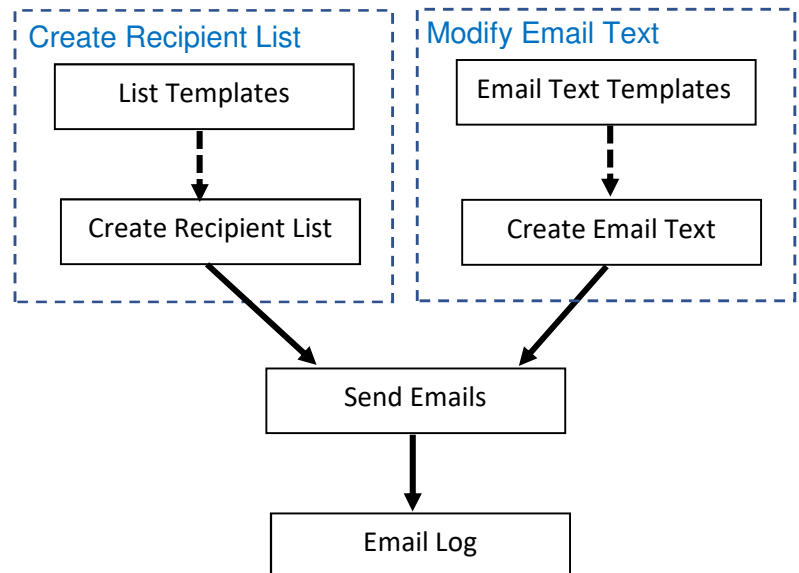 Create Recipient List
Modify Email Text
List Templates
Email Text Templates
Create Recipient List
Create Email Text
Send Emails
Email Log